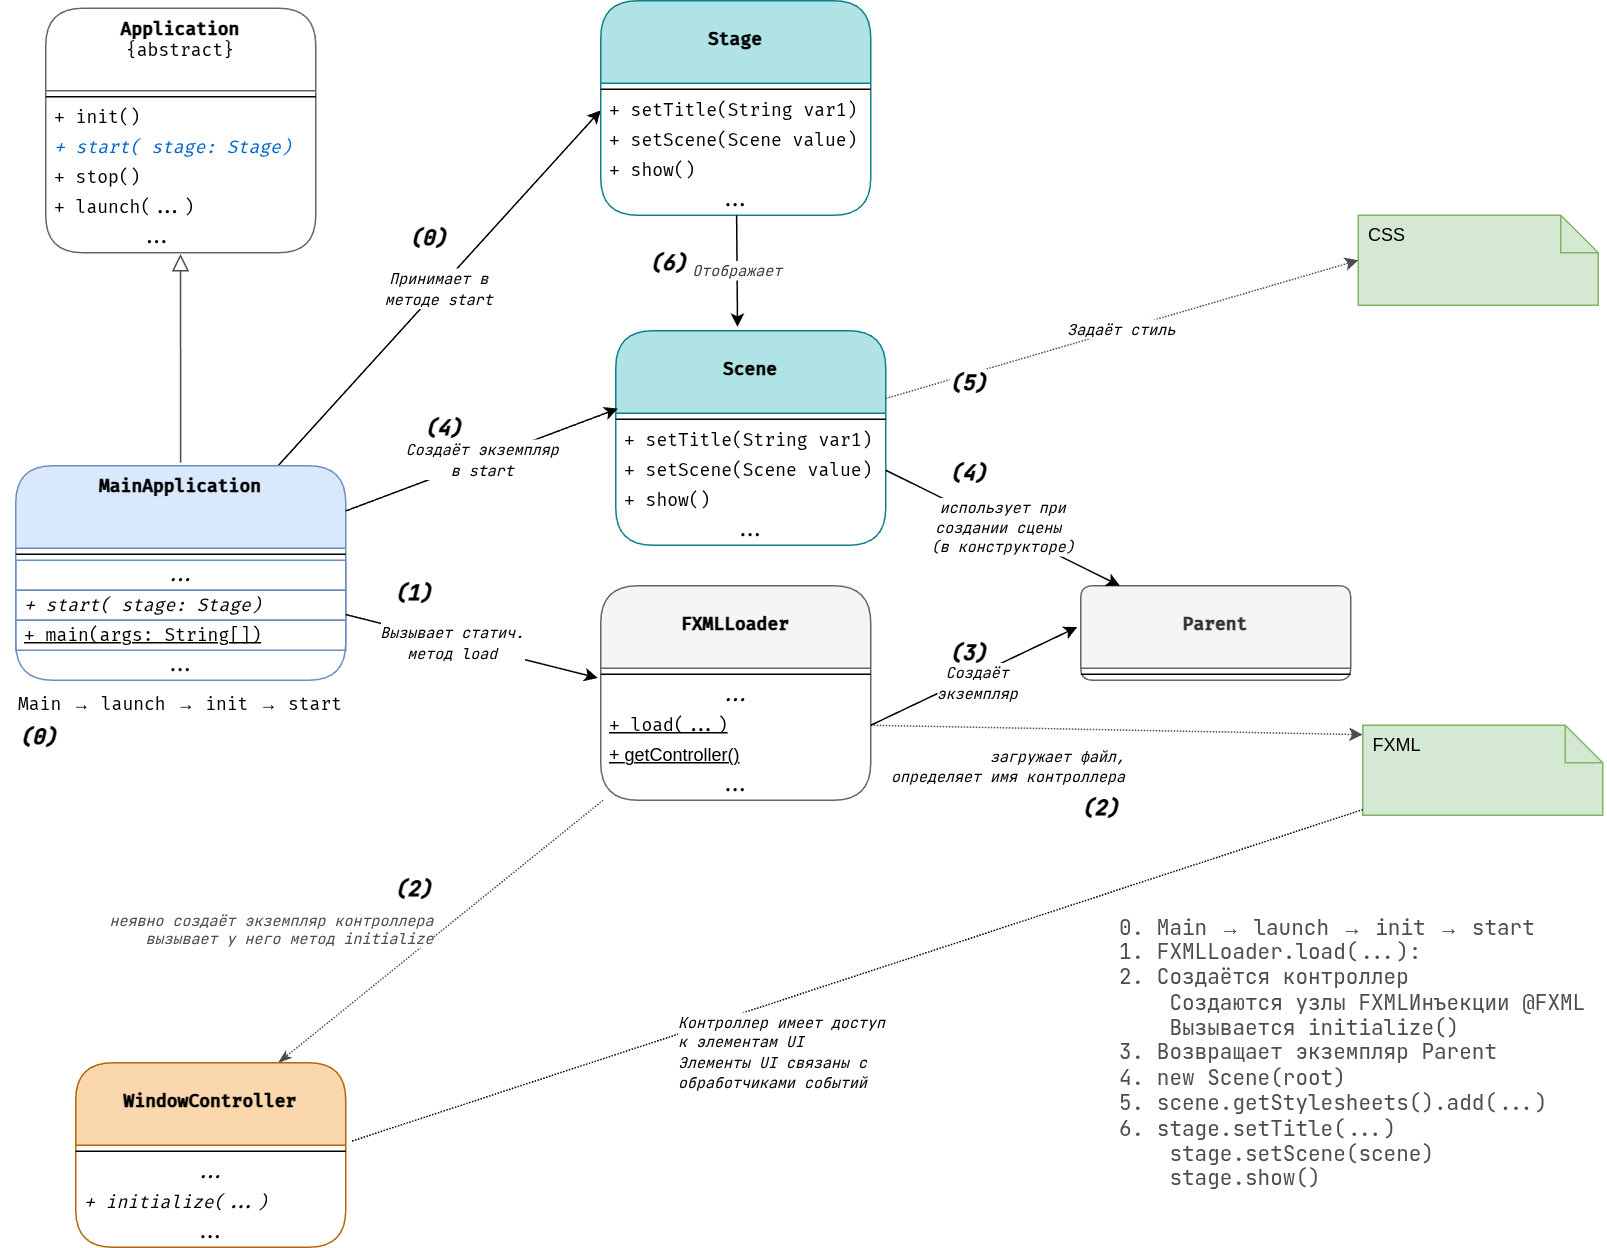 Application
{abstract}
+ init()
+ start( stage: Stage)
+ stop()
+ launch( ... )
...
Stage
+ setTitle(String var1)
+ setScene(Scene value)
+ show()
...
(0)
Принимает в
методе start
(6) Отображает
CSS
Задаёт стиль
(5)
Scene
+ setTitle(String var1)
+ setScene(Scene value)
+ show()
...
(4)
Создаёт экземпляр
в start
(4)
использует при
создании сцены
(в конструкторе)
MainApplication
...
+ start( stage: Stage)
+ main(args: String[])
...
Main → launch → init → start
(0)
(1)
Вызывает статич.
метод load
FXMLLoader
...
+ load( ... )
+ getController()
...
(3)
Создаёт
экземпляр
Parent
FXML
загружает файл,
определяет имя контроллера
(2)
(2)
неявно создаёт экземпляр контроллера
вызывает у него метод initialize
Контроллер имеет доступ
к элементам UI
Элементы UI связаны с
обработчиками событий
WindowController
...
+ initialize( ... )
...
0. Main → launch → init → start
1. FXMLLoader.load(...):
2. Создаётся контроллер
Создаются узлы FXMLИнъекции @FXML
Вызывается initialize()
3. Возвращает экземпляр Parent
4. new Scene(root)
5. scene.getStylesheets().add(...)
6. stage.setTitle(...)
stage.setScene(scene)
stage.show()